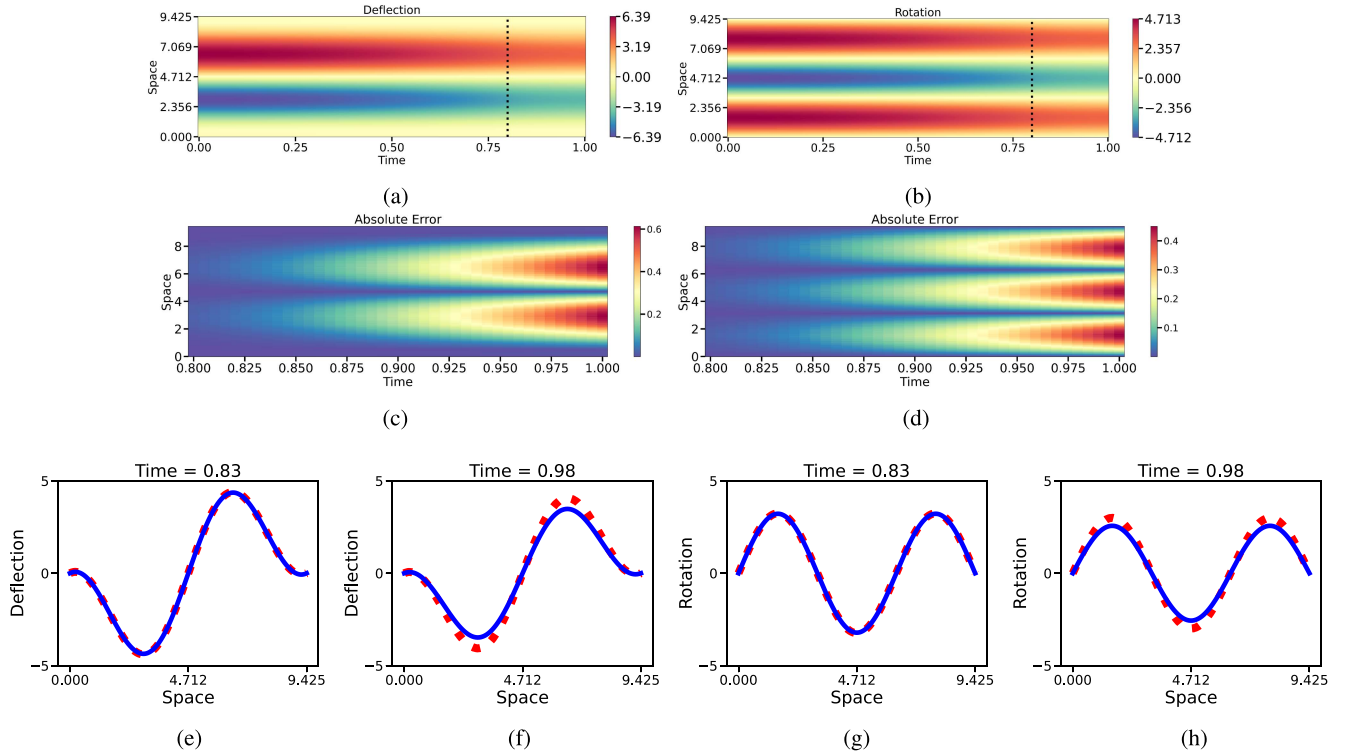 Deflection
9.425
7.069
4.712
2.356
0.000
Space
0.00 0.25 0.50 0.75 1.00
Time
6.39
3.19
0.00
−3.19
−6.39
(a)
Rotation
9.425
7.069
4.712
2.356
0.000
Space
0.00 0.25 0.50 0.75 1.00
Time
4.713
2.357
0.000
−2.356
−4.712
(b)
Absolute Error
8
6
4
2
0
Space
0.800 0.825 0.850 0.875 0.900 0.925 0.950 0.975 1.000
Time
0.6
0.4
0.2
(c)
Absolute Error
8
6
4
2
0
Space
0.800 0.825 0.850 0.875 0.900 0.925 0.950 0.975 1.000
Time
0.4
0.3
0.2
0.1
(d)
Time = 0.83
5
0
−5
Deflection
0.000 4.712 9.425
Space
(e)
Time = 0.98
5
0
−5
Deflection
0.000 4.712 9.425
Space
(f)
Time = 0.83
5
0
−5
Rotation
0.000 4.712 9.425
Space
(g)
Time = 0.98
5
0
−5
Rotation
0.000 4.712 9.425
Space
(h)